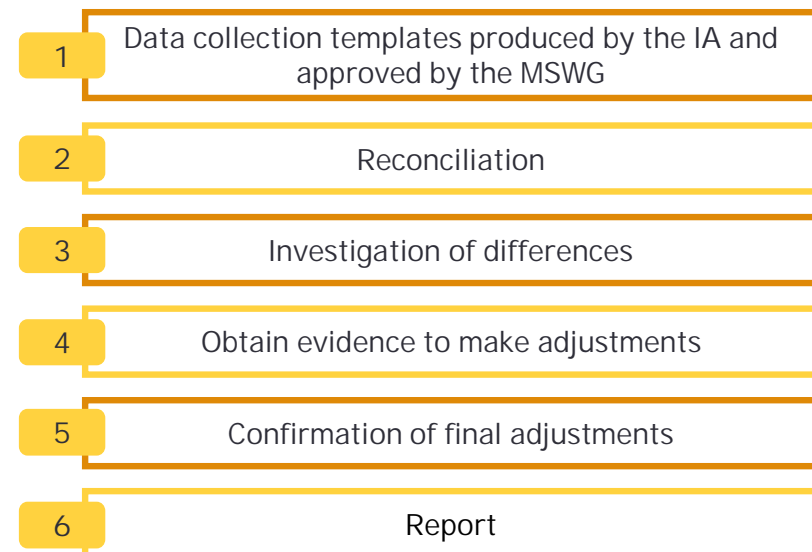 1
Data collection templates produced by the IA and
approved by the MSWG
2
Reconciliation
3
Investigation of differences
4
Obtain evidence to make adjustments
5
Confirmation of final adjustments
6
Report